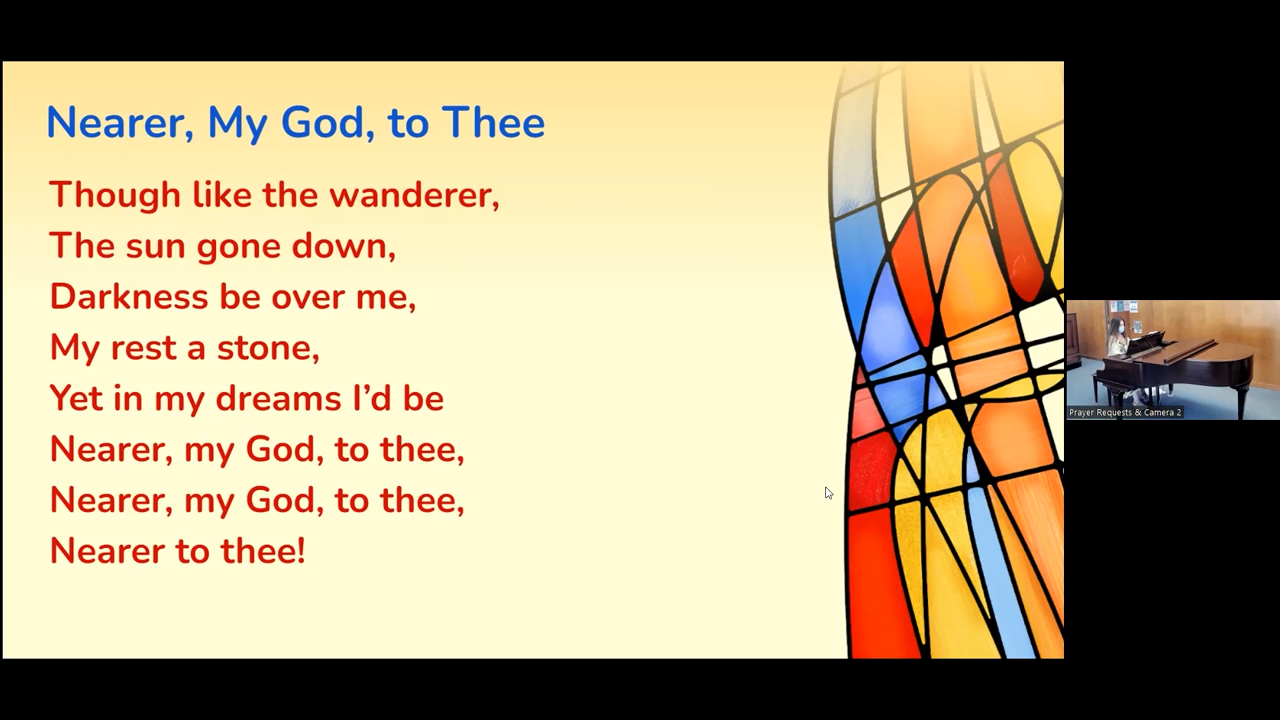 Nearer, My God, to Thee
Though like the wanderer,
The sun gone down,
Darkness be over me,
My rest a stone,
Yet in my dreams I’d be
Nearer, my God, to thee,
Nearer, my God, to thee,
Nearer to thee!
Prayer Requests & Camera 2